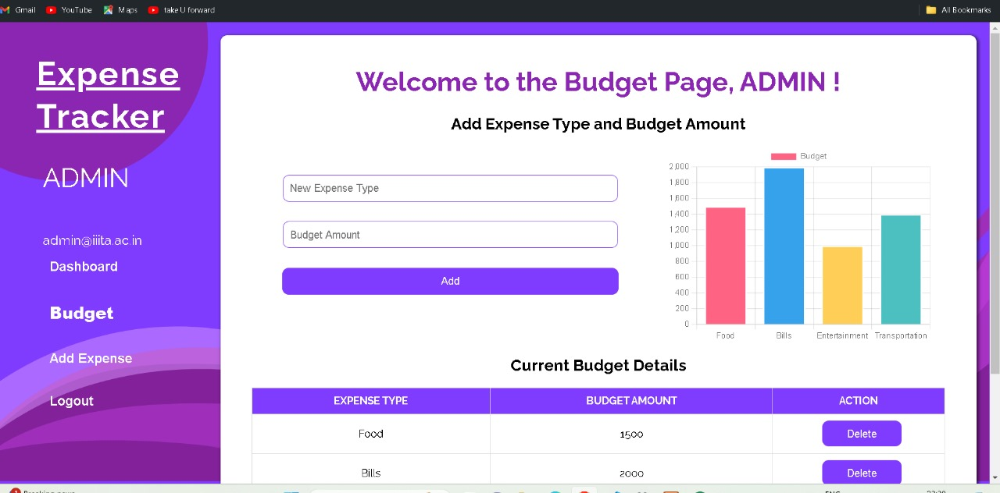 Gmail YouTube Maps take U forward All Bookmarks
Expense
Tracker
ADMIN
admin@iiita.ac.in
Dashboard
Budget
Add Expense
Logout
Welcome to the Budget Page, ADMIN !
Add Expense Type and Budget Amount
New Expense Type
Budget Amount
Add
Budget
2,000
1,800
1,600
1,400
1,200
1,000
800
600
400
200
0
Food Bills Entertainment Transportation
Current Budget Details
EXPENSE TYPE BUDGET AMOUNT ACTION
Food 1500 Delete
Bills 2000 Delete